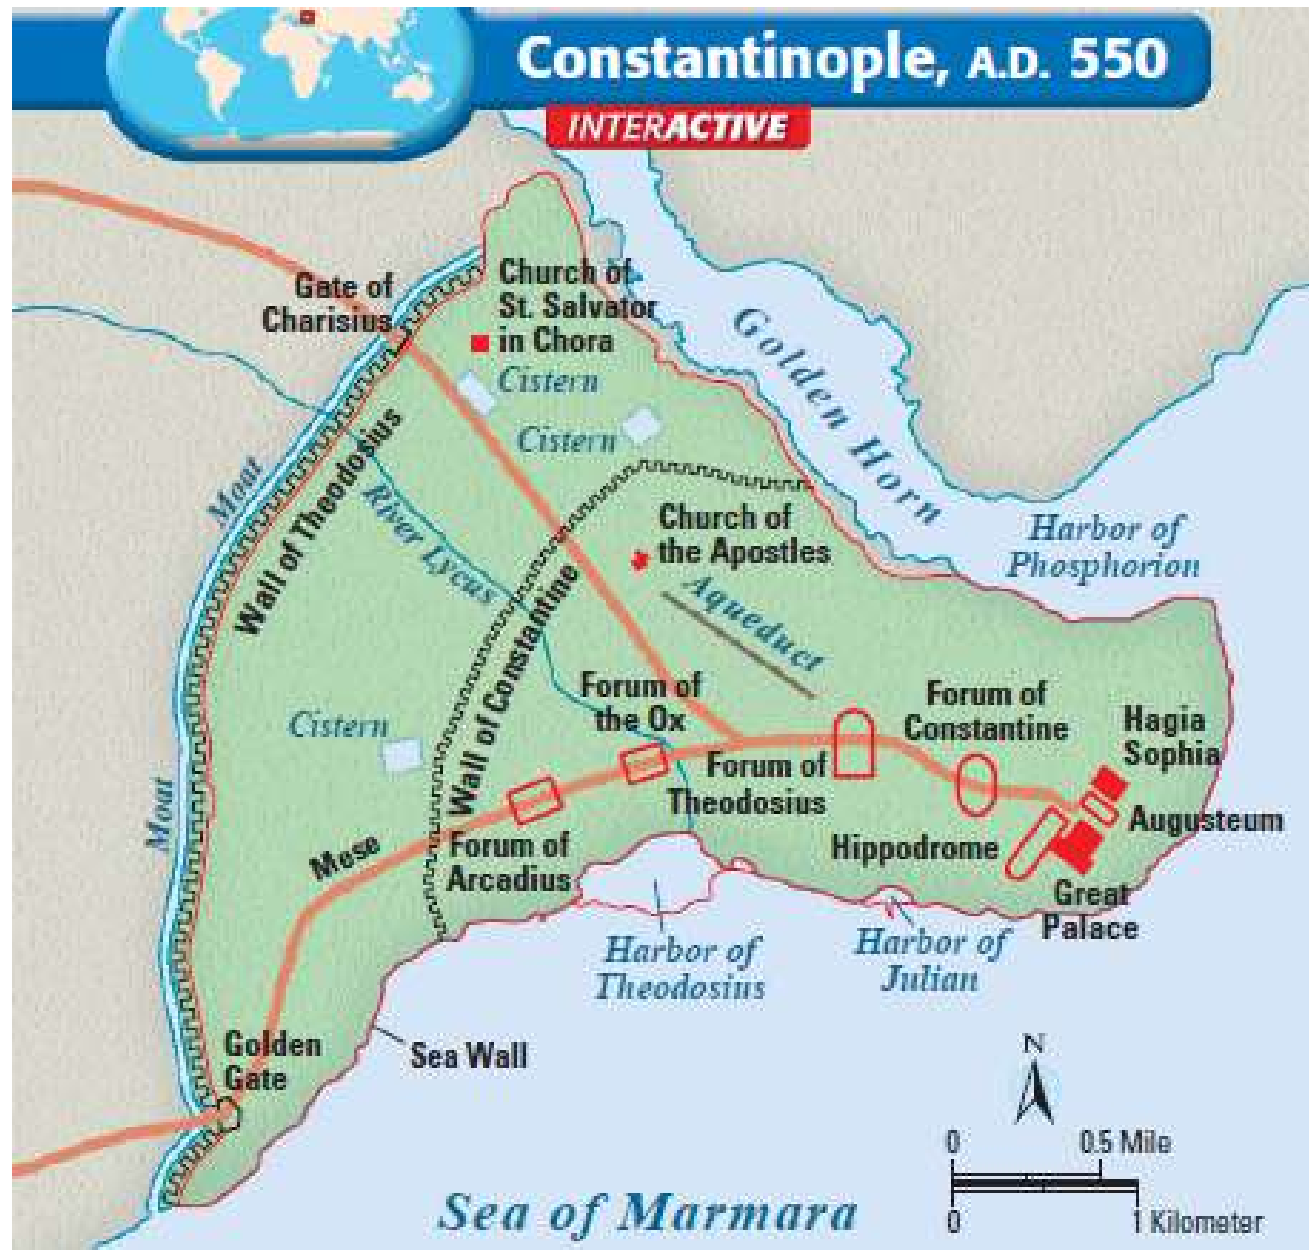 Constantinople, A.D. 550
INTERACTIVE
Gate of
Charisius
Church of
St. Salvator
in Chora
Cistern
Cistern
Golden Horn
Moat
Wall of Theodosius
River Lycus
Wall of Constantine
Church of
the Apostles
Aqueduct
Harbor of
Phosphorion
Forum of
the Ox
Forum of
Constantine
Hagia
Sophia
Cistern
Forum of
Theodosius
Augusteum
Moat
Mese
Forum of
Arcadius
Hippodrome
Great
Palace
Harbor of
Theodosius
Harbor of
Julian
Golden
Gate
Sea Wall
N
0 0.5 Mile
0 1 Kilometer
Sea of Marmara